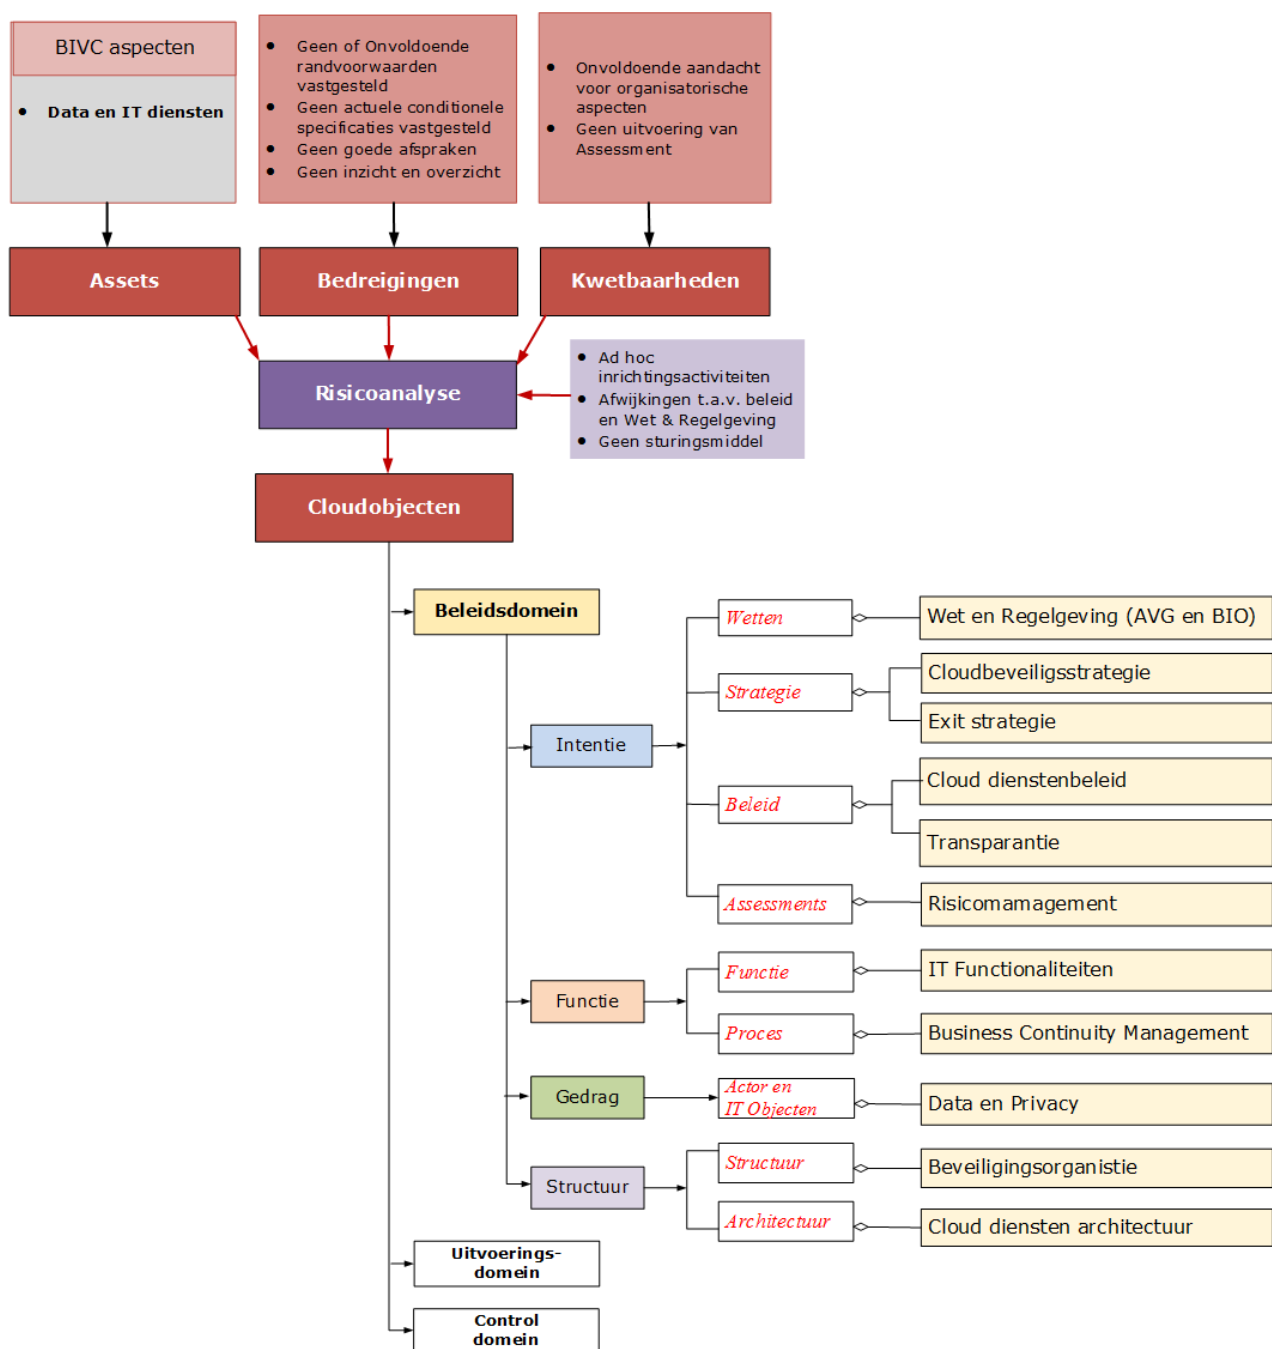 BIVC aspecten
• Data en IT diensten
• Geen of Onvoldoende
randvoorwaarden
vastgesteld
• Geen actuele conditionele
specificaties vastgesteld
• Geen goede afspraken
• Geen inzicht en overzicht
• Onvoldoende aandacht
voor organisatorische
aspecten
• Geen uitvoering van
Assessment
Assets
Bedreigingen
Kwetbaarheden
Risicoanalyse
• Ad hoc
inrichtingsactiviteiten
• Afwijkingen t.a.v. beleid
en Wet & Regelgeving
• Geen sturingsmiddel
Cloudobjecten
Beleidsdomein
Intentie
Wetten
Wet en Regelgeving (AVG en BIO)
Strategie
Cloudbeveiligsstrategie
Exit strategie
Beleid
Cloud dienstenbeleid
Transparantie
Assessments
Risicomamagement
Functie
Functie
IT Functionaliteiten
Proces
Business Continuity Management
Gedrag
Actor en
IT Objecten
Data en Privacy
Structuur
Structuur
Beveiligingsorganistie
Architectuur
Cloud diensten architectuur
Uitvoerings-
domein
Control
domein